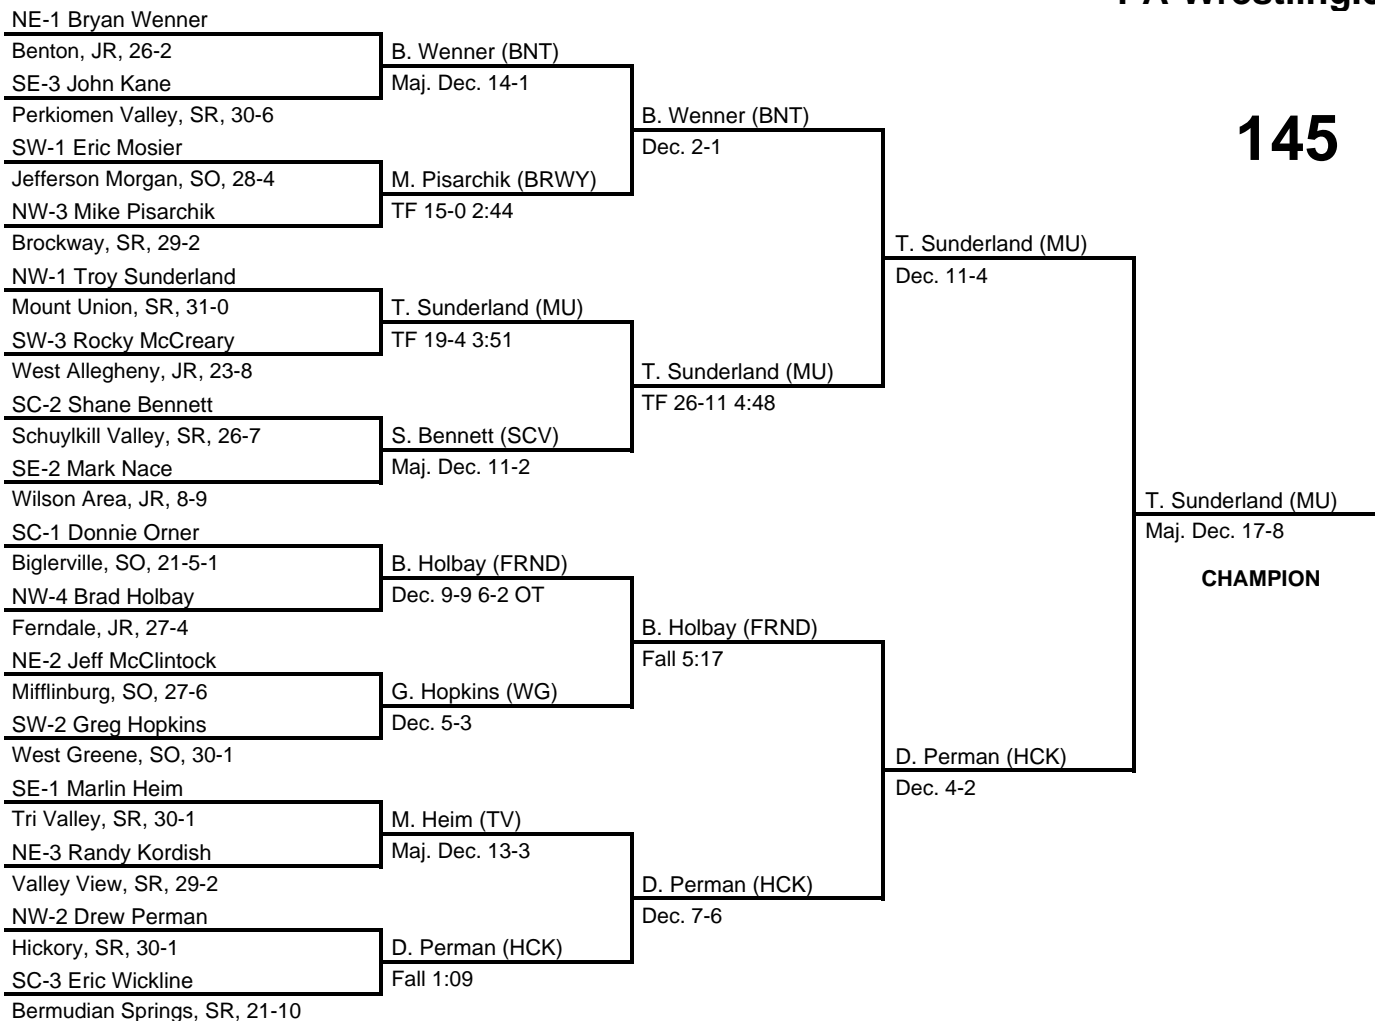 NE-1 Bryan Wenner
Benton, JR, 26-2
SE-3 John Kane
Perkiomen Valley, SR, 30-6
SW-1 Eric Mosier
Jefferson Morgan, SO, 28-4
NW-3 Mike Pisarchik
Brockway, SR, 29-2
NW-1 Troy Sunderland
Mount Union, SR, 31-0
SW-3 Rocky McCreary
West Allegheny, JR, 23-8
SC-2 Shane Bennett
Schuylkill Valley, SR, 26-7
SE-2 Mark Nace
Wilson Area, JR, 8-9
SC-1 Donnie Orner
Biglerville, SO, 21-5-1
NW-4 Brad Holbay
Ferndale, JR, 27-4
NE-2 Jeff McClintock
Mifflinburg, SO, 27-6
SW-2 Greg Hopkins
West Greene, SO, 30-1
SE-1 Marlin Heim
Tri Valley, SR, 30-1
NE-3 Randy Kordish
Valley View, SR, 29-2
NW-2 Drew Perman
Hickory, SR, 30-1
SC-3 Eric Wickline
Bermudian Springs, SR, 21-10
B. Wenner (BNT)
Maj. Dec. 14-1
M. Pisarchik (BRWY)
TF 15-0 2:44
T. Sunderland (MU)
TF 19-4 3:51
S. Bennett (SCV)
Maj. Dec. 11-2
B. Holbay (FRND)
Dec. 9-9 6-2 OT
G. Hopkins (WG)
Dec. 5-3
M. Heim (TV)
Maj. Dec. 13-3
D. Perman (HCK)
Fall 1:09
B. Wenner (BNT)
Dec. 2-1
T. Sunderland (MU)
TF 26-11 4:48
B. Holbay (FRND)
Fall 5:17
D. Perman (HCK)
Dec. 7-6
T. Sunderland (MU)
Dec. 11-4
D. Perman (HCK)
Dec. 4-2
145
T. Sunderland (MU)
Maj. Dec. 17-8
CHAMPION